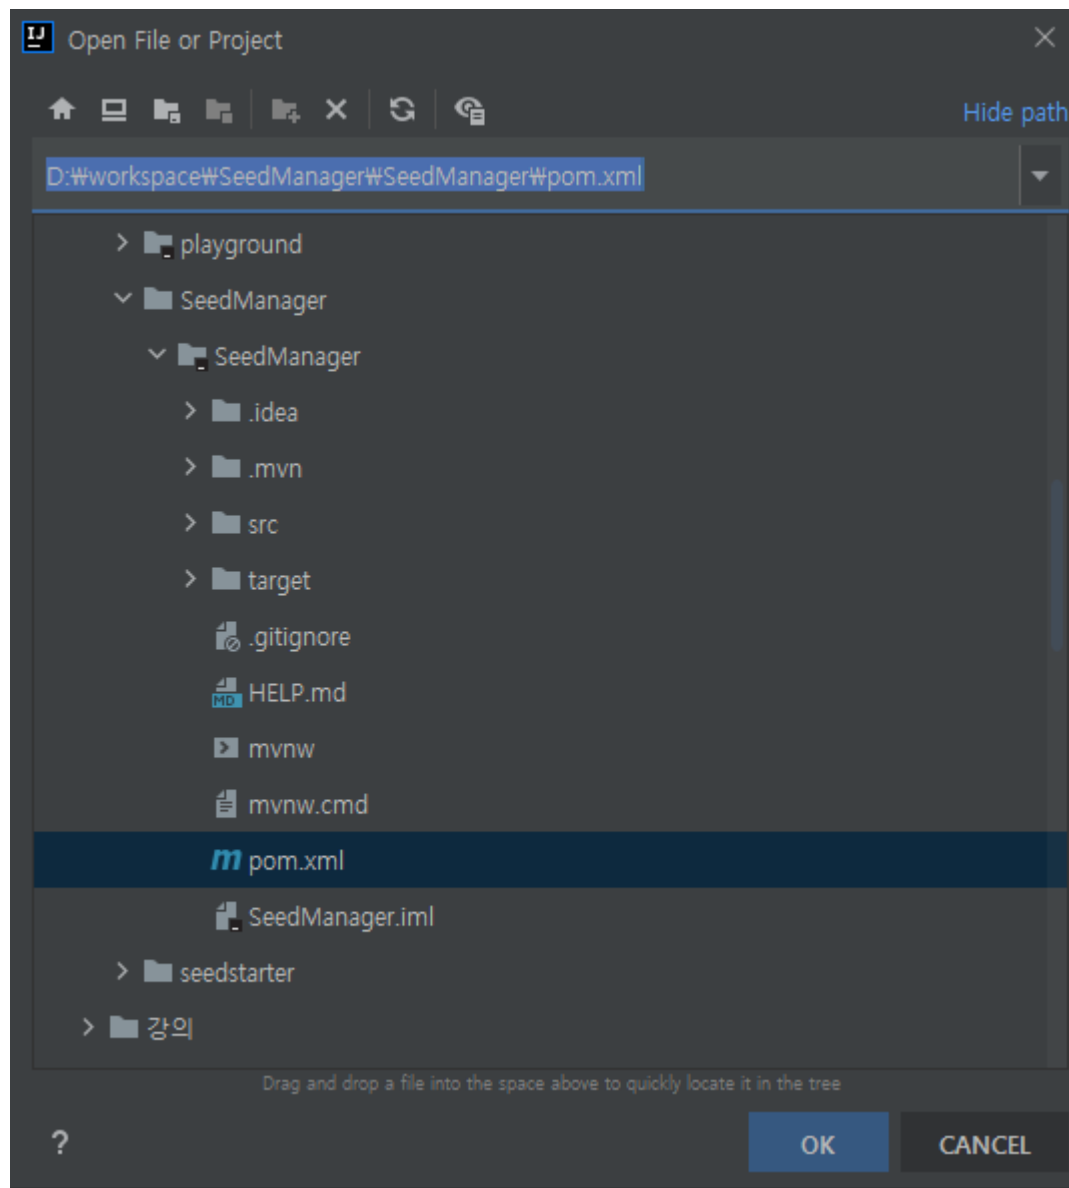 IJ
Open File or Project
Hide path
D:₩workspace₩SeedManager₩SeedManager₩pom.xml
playground
SeedManager
SeedManager
.idea
.mvn
src
target
.gitignore
MD HELP.md
mvnw
mvnw.cmd
m pom.xml
SeedManager.iml
seedstarter
강의
Drag and drop a file into the space above to quickly locate it in the tree
? OK CANCEL